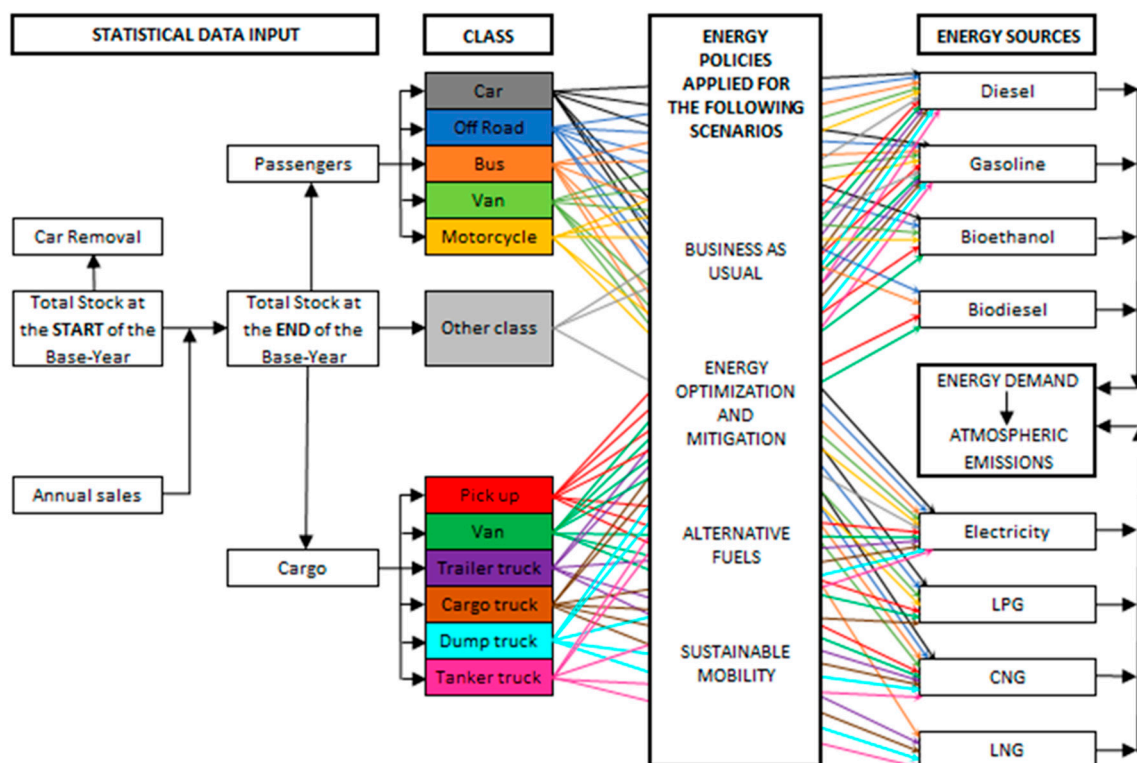 STATISTICAL DATA INPUT
CLASS
ENERGY
POLICIES
APPLIED FOR
THE FOLLOWING
SCENARIOS
ENERGY SOURCES
Car
Off Road
Bus
Van
Motorcycle
Passengers
Car Removal
Total Stock at
the START of the
Base-Year
Total Stock at
the END of the
Base-Year
Other class
Annual sales
Cargo
Pick up
Van
Trailer truck
Cargo truck
Dump truck
Tanker truck
BUSINESS AS
USUAL
ENERGY
OPTIMIZATION
AND
MITIGATION
ALTERNATIVE
FUELS
SUSTAINABLE
MOBILITY
Diesel
Gasoline
Bioethanol
Biodiesel
ENERGY DEMAND
ATMOSPHERIC
EMISSIONS
Electricity
LPG
CNG
LNG